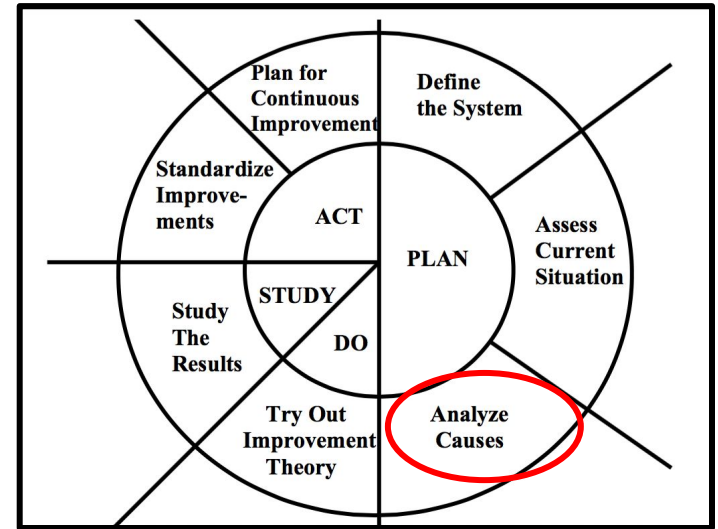 Plan for
Continuous
Improvement
Define
the System
Standardize
Improve-
ments
ACT
Assess
Current
Situation
PLAN
STUDY
Study
The
Results
DO
Try Out
Improvement
Theory
Analyze
Causes